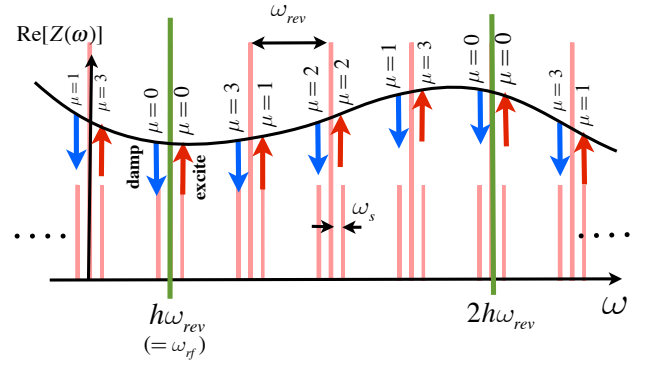 ω_rev
Re[Z(ω)]
μ=1
μ=3
μ=0
μ=0
μ=3
μ=1
μ=2
μ=2
μ=1
μ=3
μ=0
μ=0
μ=3
μ=1
damp
excite
ω_s
....
....
ω
hω_rev
2hω_rev
(= ω_rf)